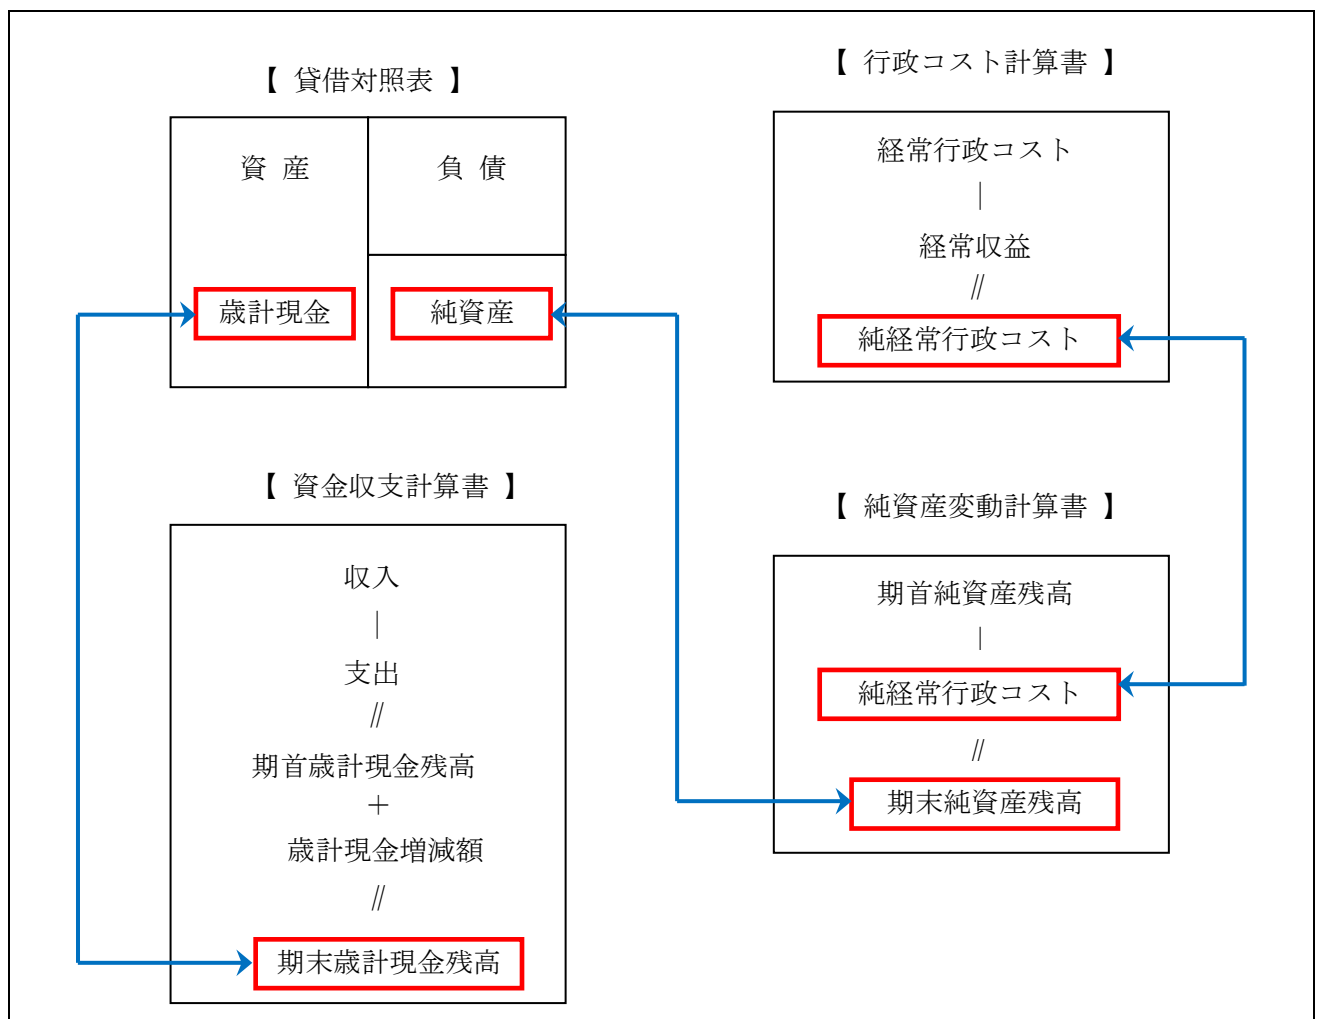 【 貸借対照表 】
資 産
負 債
歳計現金
純資産
【 行政コスト計算書 】
経常行政コスト
｜
経常収益
//
純経常行政コスト
【 資金収支計算書 】
収入
｜
支出
//
期首歳計現金残高
＋
歳計現金増減額
//
期末歳計現金残高
【 純資産変動計算書 】
期首純資産残高
｜
純経常行政コスト
//
期末純資産残高